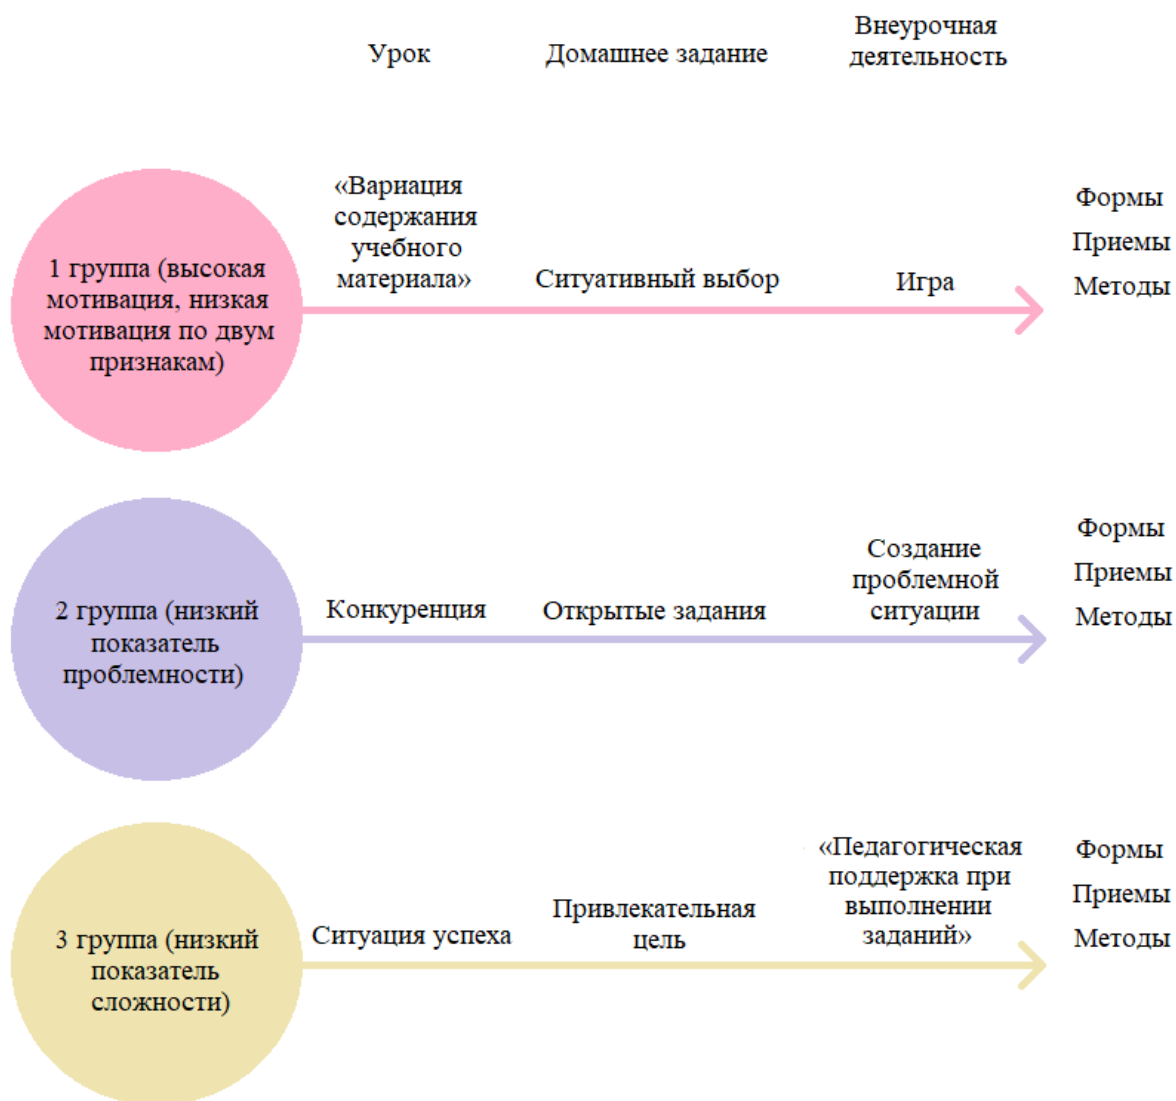 Урок
Домашнее задание
Внеурочная
деятельность
1 группа (высокая
мотивация, низкая
мотивация по двум
признакам)
«Вариация
содержания
учебного
материала»
Ситуативный выбор
Игра
Формы
Приемы
Методы
2 группа (низкий
показатель
проблемности)
Конкуренция
Открытые задания
Создание
проблемной
ситуации
Формы
Приемы
Методы
3 группа (низкий
показатель
сложности)
Ситуация успеха
Привлекательная
цель
«Педагогическая
поддержка при
выполнении
заданий»
Формы
Приемы
Методы